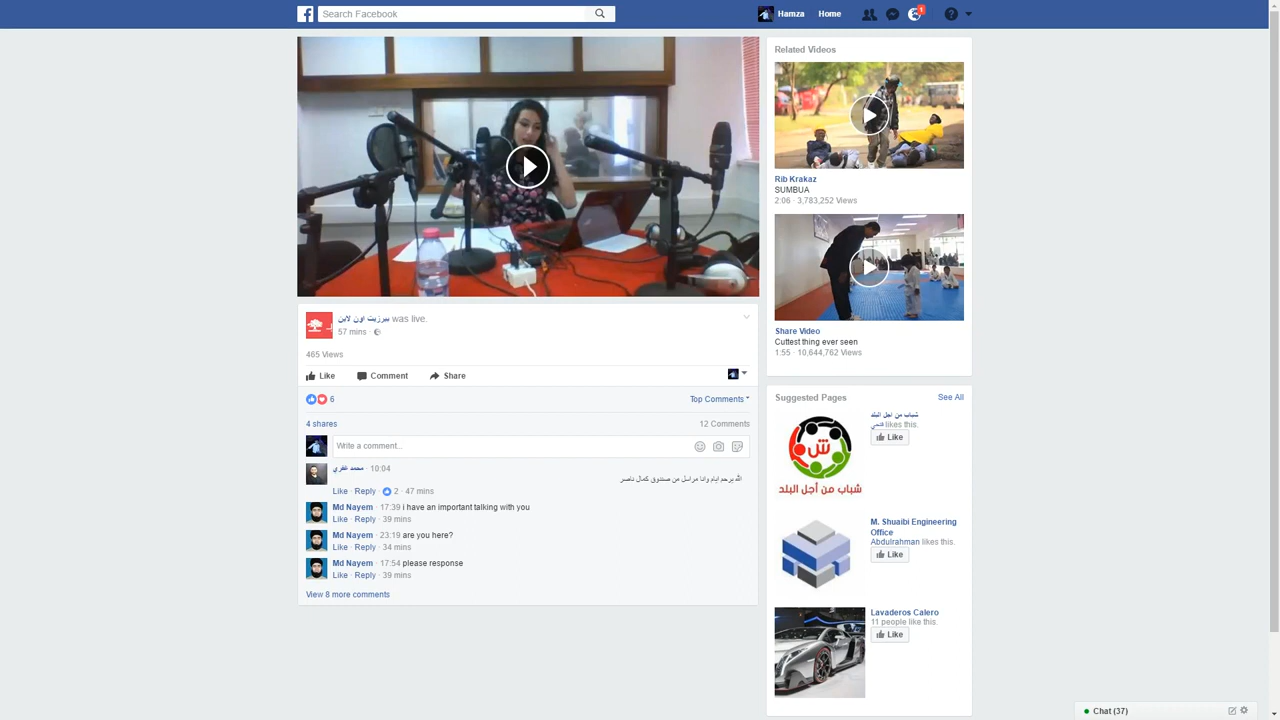 Search Facebook
Hamza
Home
1
بيرزيت اون لاين was live.
57 mins ·
465 Views
Like
Comment
Share
6
Top Comments
4 shares
12 Comments
Write a comment...
محمد غفري · 10:04
الله يرحم ايام وانا مراسل من صندوق كمال ناصر
Like · Reply · 2 · 47 mins
Md Nayem · 17:39 i have an important talking with you
Like · Reply · 39 mins
Md Nayem · 23:19 are you here?
Like · Reply · 34 mins
Md Nayem · 17:54 please response
Like · Reply · 39 mins
View 8 more comments
Related Videos
Rib Krakaz
SUMBUA
2:06 · 3,783,252 Views
Share Video
Cuttest thing ever seen
1:55 · 10,644,762 Views
Suggested Pages
See All
ش
شباب من أجل البلد
شباب من اجل البلد
فتحي likes this.
Like
M. Shuaibi Engineering
Office
Abdulrahman likes this.
Like
Lavaderos Calero
11 people like this.
Like
Chat (37)